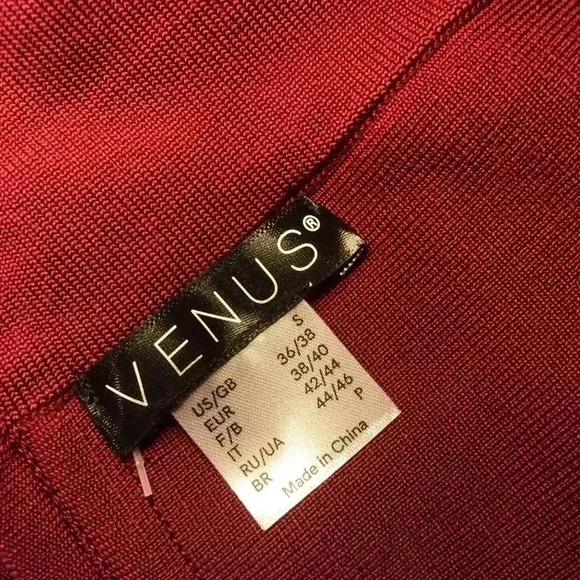 VENUS®
US/GB S
EUR 36/38
F/B 38/40
IT 42/44
RU/UA 44/46
BR P
Made in China